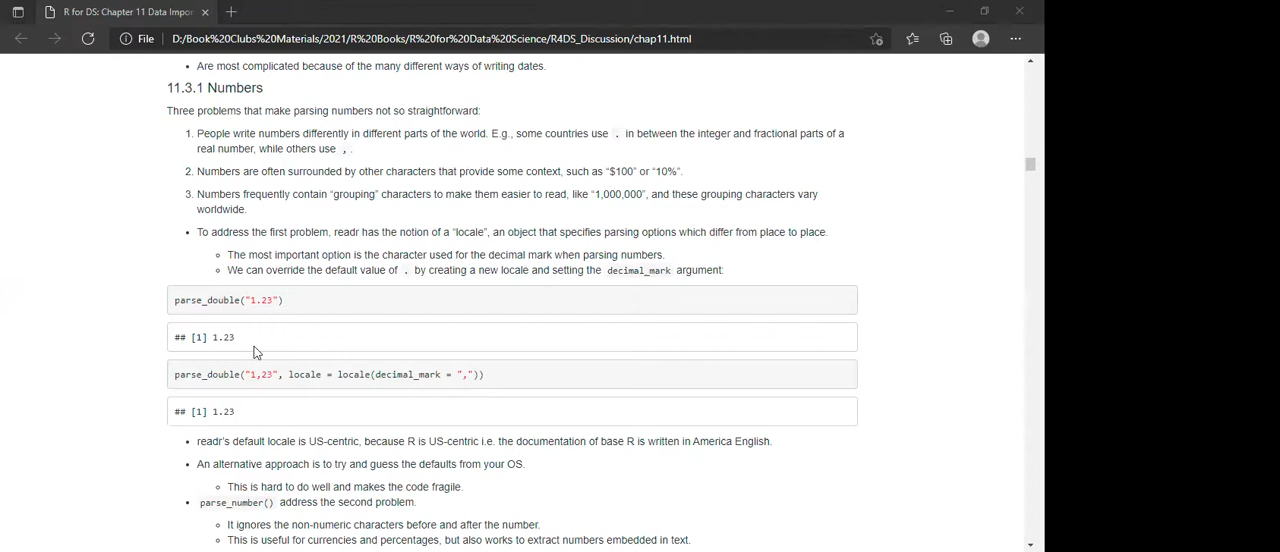 R for DS: Chapter 11 Data Impor
File D:/Book%20Clubs%20Materials/2021/R%20Books/R%20for%20Data%20Science/R4DS_Discussion/chap11.html
Are most complicated because of the many different ways of writing dates.
11.3.1 Numbers
Three problems that make parsing numbers not so straightforward:
1. People write numbers differently in different parts of the world. E.g., some countries use . in between the integer and fractional parts of a
real number, while others use , .
2. Numbers are often surrounded by other characters that provide some context, such as “$100” or “10%”.
3. Numbers frequently contain “grouping” characters to make them easier to read, like “1,000,000”, and these grouping characters vary
worldwide.
To address the first problem, readr has the notion of a “locale”, an object that specifies parsing options which differ from place to place.
The most important option is the character used for the decimal mark when parsing numbers.
We can override the default value of . by creating a new locale and setting the decimal_mark argument:
parse_double("1.23")
## [1] 1.23
parse_double("1,23", locale = locale(decimal_mark = ","))
## [1] 1.23
readr’s default locale is US-centric, because R is US-centric i.e. the documentation of base R is written in America English.
An alternative approach is to try and guess the defaults from your OS.
This is hard to do well and makes the code fragile.
parse_number() address the second problem.
It ignores the non-numeric characters before and after the number.
This is useful for currencies and percentages, but also works to extract numbers embedded in text.